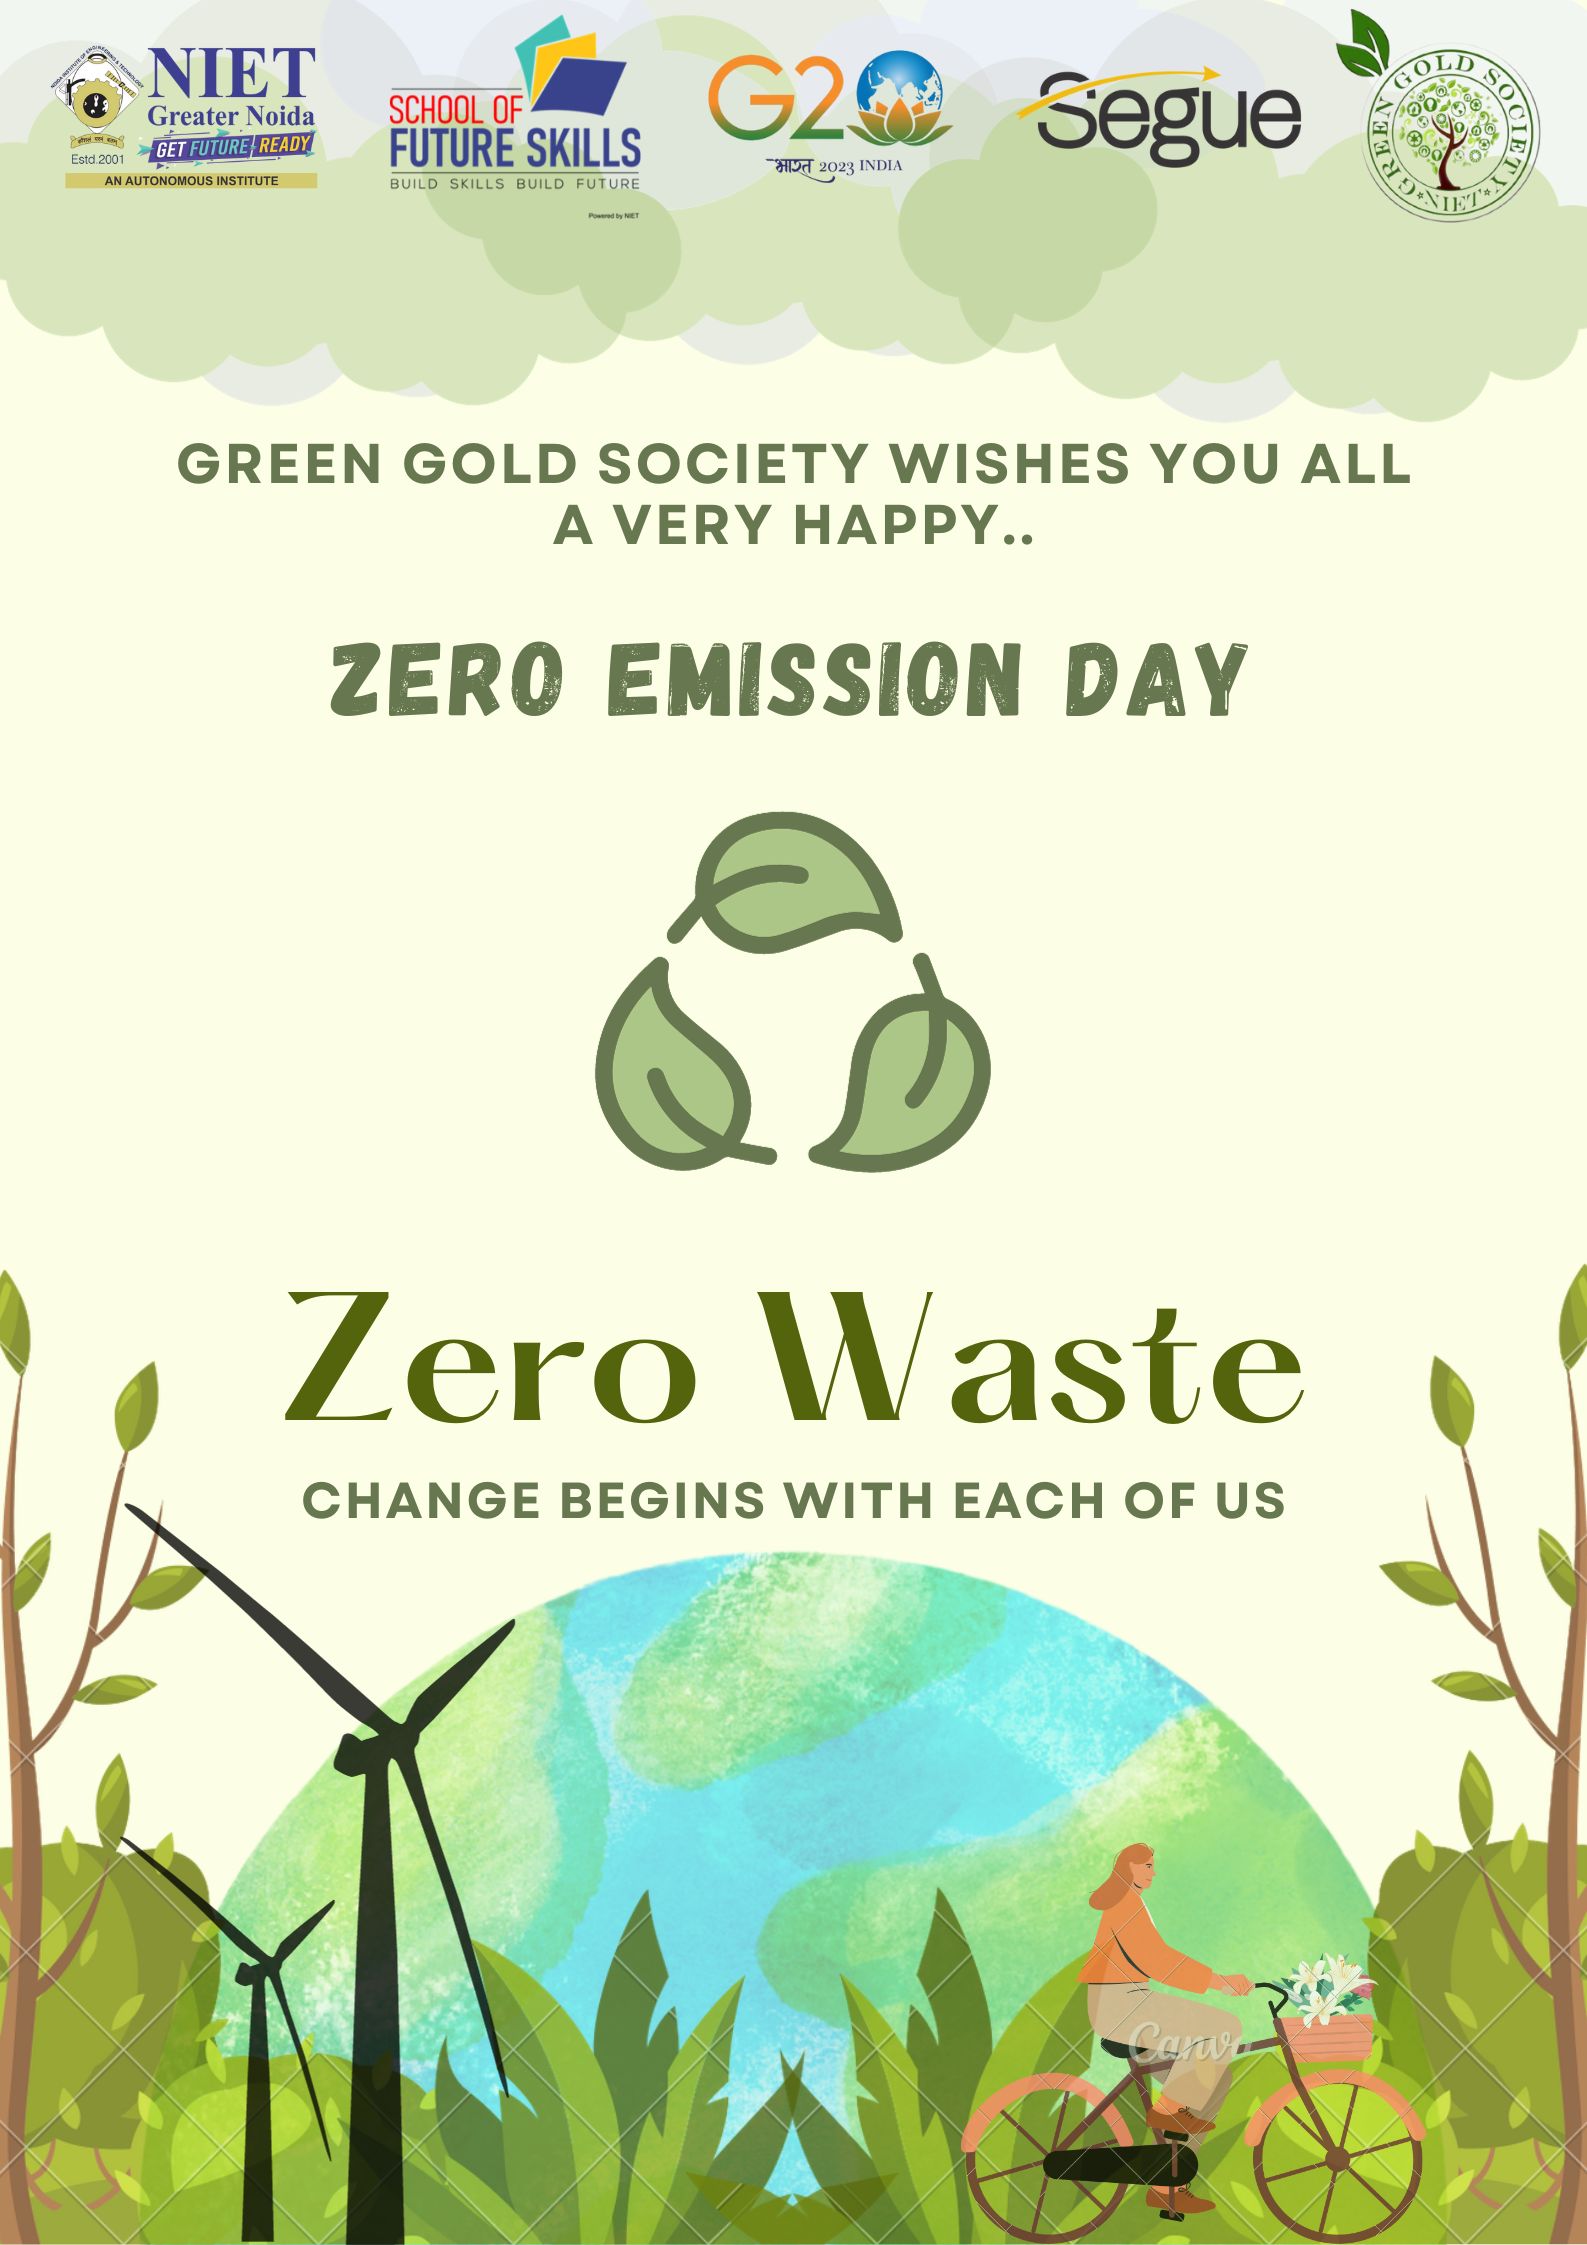 NIET
Greater Noida
GET FUTURE READY
Estd.2001
AN AUTONOMOUS INSTITUTE
SCHOOL OF
FUTURE SKILLS
BUILD SKILLS BUILD FUTURE
Powered by NIET
G20
भारत 2023 INDIA
Segue
GREEN GOLD SOCIETY
NIET
GREEN GOLD SOCIETY WISHES YOU ALL
A VERY HAPPY..
ZERO EMISSION DAY
Zero Waste
CHANGE BEGINS WITH EACH OF US
Canva